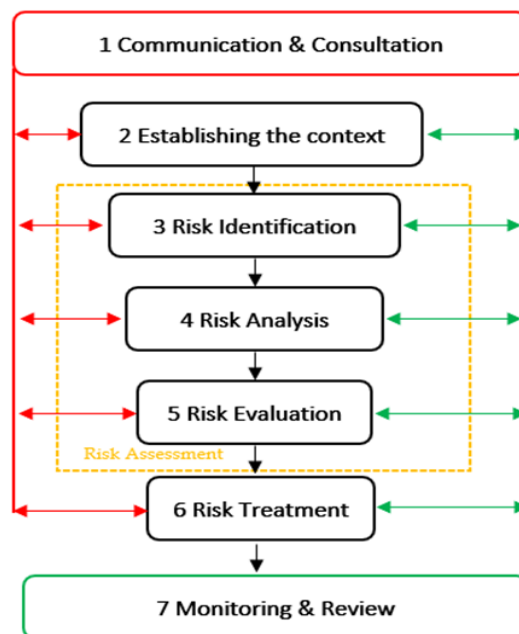 1 Communication & Consultation
2 Establishing the context
3 Risk Identification
4 Risk Analysis
5 Risk Evaluation
Risk Assessment
6 Risk Treatment
7 Monitoring & Review